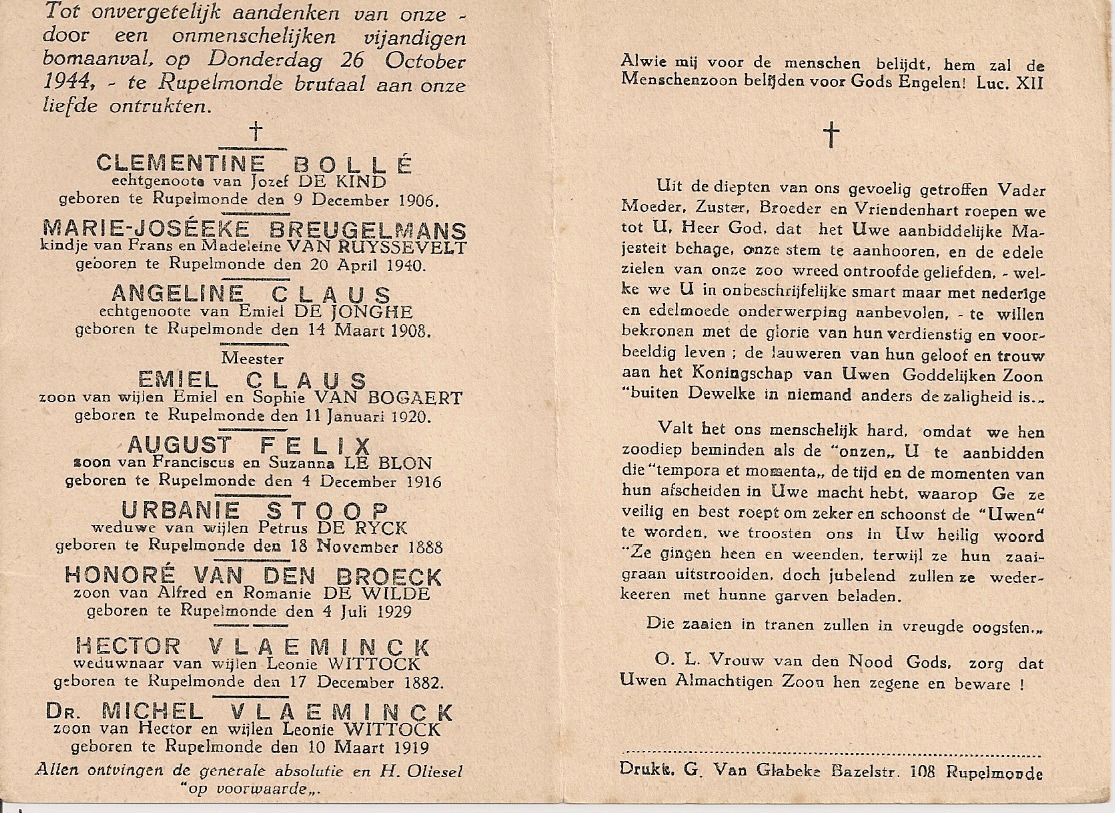 Tot onvergetelijk aandenken van onze -
door een onmenschelijken vijandigen
bomaanval, op Donderdag 26 October
1944, - te Rupelmonde brutaal aan onze
liefde ontrukten.
†
CLEMENTINE BOLLÉ
echtgenoote van Jozef DE KIND
geboren te Rupelmonde den 9 December 1906.
MARIE-JOSÉEKE BREUGELMANS
kindje van Frans en Madeleine VAN RUYSSEVELT
geboren te Rupelmonde den 20 April 1940.
ANGELINE CLAUS
echtgenoote van Emiel DE JONGHE
geboren te Rupelmonde den 14 Maart 1908.
Meester
EMIEL CLAUS
zoon van wijlen Emiel en Sophie VAN BOGAERT
geboren te Rupelmonde den 11 Januari 1920.
AUGUST FELIX
zoon van Franciscus en Suzanna LE BLON
geboren te Rupelmonde den 4 December 1916
URBANIE STOOP
weduwe van wijlen Petrus DE RYCK
geboren te Rupelmonde den 18 November 1888
HONORÉ VAN DEN BROECK
zoon van Alfred en Romanie DE WILDE
geboren te Rupelmonde den 4 Juli 1929
HECTOR VLAEMINCK
weduwnaar van wijlen Leonie WITTOCK
geboren te Rupelmonde den 17 December 1882.
DR. MICHEL VLAEMINCK
zoon van Hector en wijlen Leonie WITTOCK
geboren te Rupelmonde den 10 Maart 1919
Allen ontvingen de generale absolutie en H. Oliesel
"op voorwaarde„.
Alwie mij voor de menschen belijdt, hem zal de
Menschenzoon belijden voor Gods Engelen! Luc. XII
†
Uit de diepten van ons gevoelig getroffen Vader
Moeder, Zuster, Broeder en Vriendenhart roepen we
tot U, Heer God, dat het Uwe aanbiddelijke Ma-
jesteit behage, onze stem te aanhooren, en de edele
zielen van onze zoo wreed ontroofde geliefden, - wel-
ke we U in onbeschrijfelijke smart maar met nederige
en edelmoede onderwerping aanbevolen, - te willen
bekronen met de glorie van hun verdienstig en voor-
beeldig leven ; de lauweren van hun geloof en trouw
aan het Koningschap van Uwen Goddelijken Zoon
"buiten Dewelke in niemand anders de zaligheid is„.
Valt het ons menschelijk hard, omdat we hen
zoodiep beminden als de "onzen„ U te aanbidden
die "tempora et momenta„ de tijd en de momenten van
hun afscheiden in Uwe macht hebt, waarop Ge ze
veilig en best roept om zeker en schoonst de "Uwen"
te worden, we troosten ons in Uw heilig woord
"Ze gingen heen en weenden, terwijl ze hun zaai-
graan uitstrooiden, doch jubelend zullen ze weder-
keeren met hunne garven beladen.
Die zaaien in tranen zullen in vreugde oogsten.„
O. L. Vrouw van den Nood Gods, zorg dat
Uwen Almachtigen Zoon hen zegene en beware !
Drukk. G. Van Glabeke Bazelstr. 108 Rupelmonde